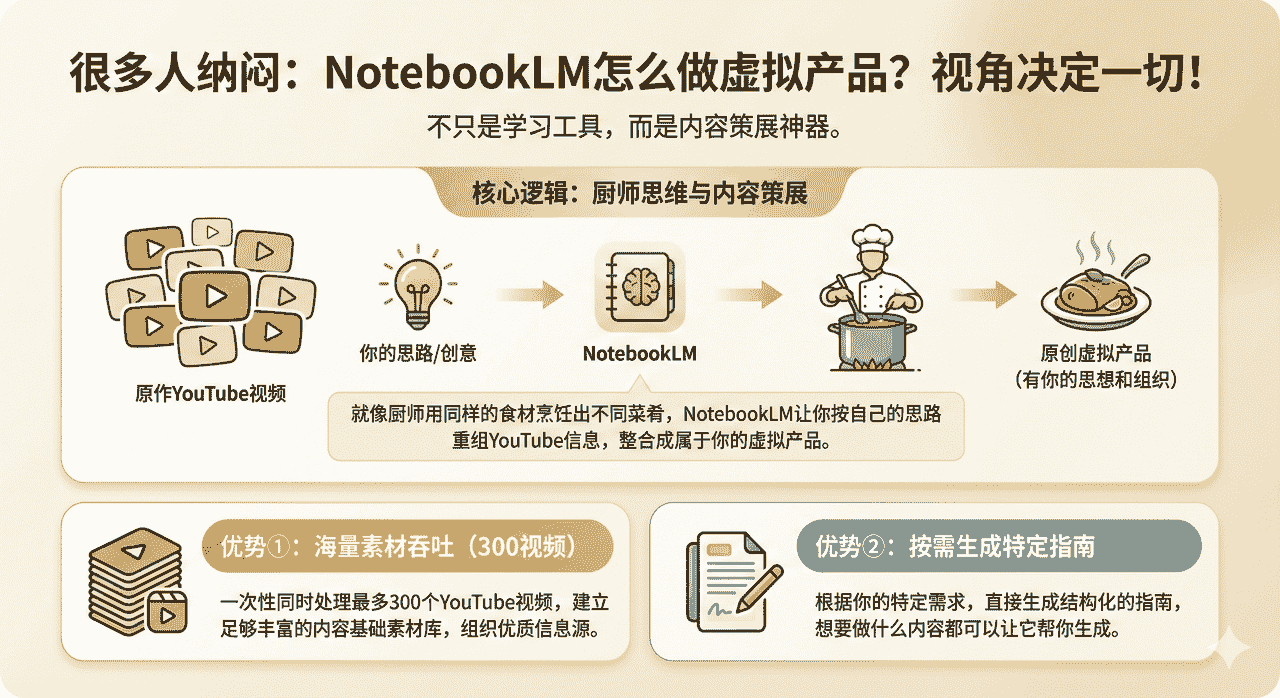 很多人纳闷：NotebookLM怎么做虚拟产品？视角决定一切！
不只是学习工具，而是内容策展神器。
核心逻辑：厨师思维与内容策展
原作YouTube视频
你的思路/创意
NotebookLM
原创虚拟产品
（有你的思想和组织）
就像厨师用同样的食材烹饪出不同菜肴，NotebookLM让你按自己的思路
重组YouTube信息，整合成属于你的虚拟产品。
优势①：海量素材吞吐（300视频）
一次性同时处理最多300个YouTube视频，建立
足够丰富的内容基础素材库，组织优质信息源。
优势②：按需生成特定指南
根据你的特定需求，直接生成结构化的指南，
想要做什么内容都可以让它帮你生成。